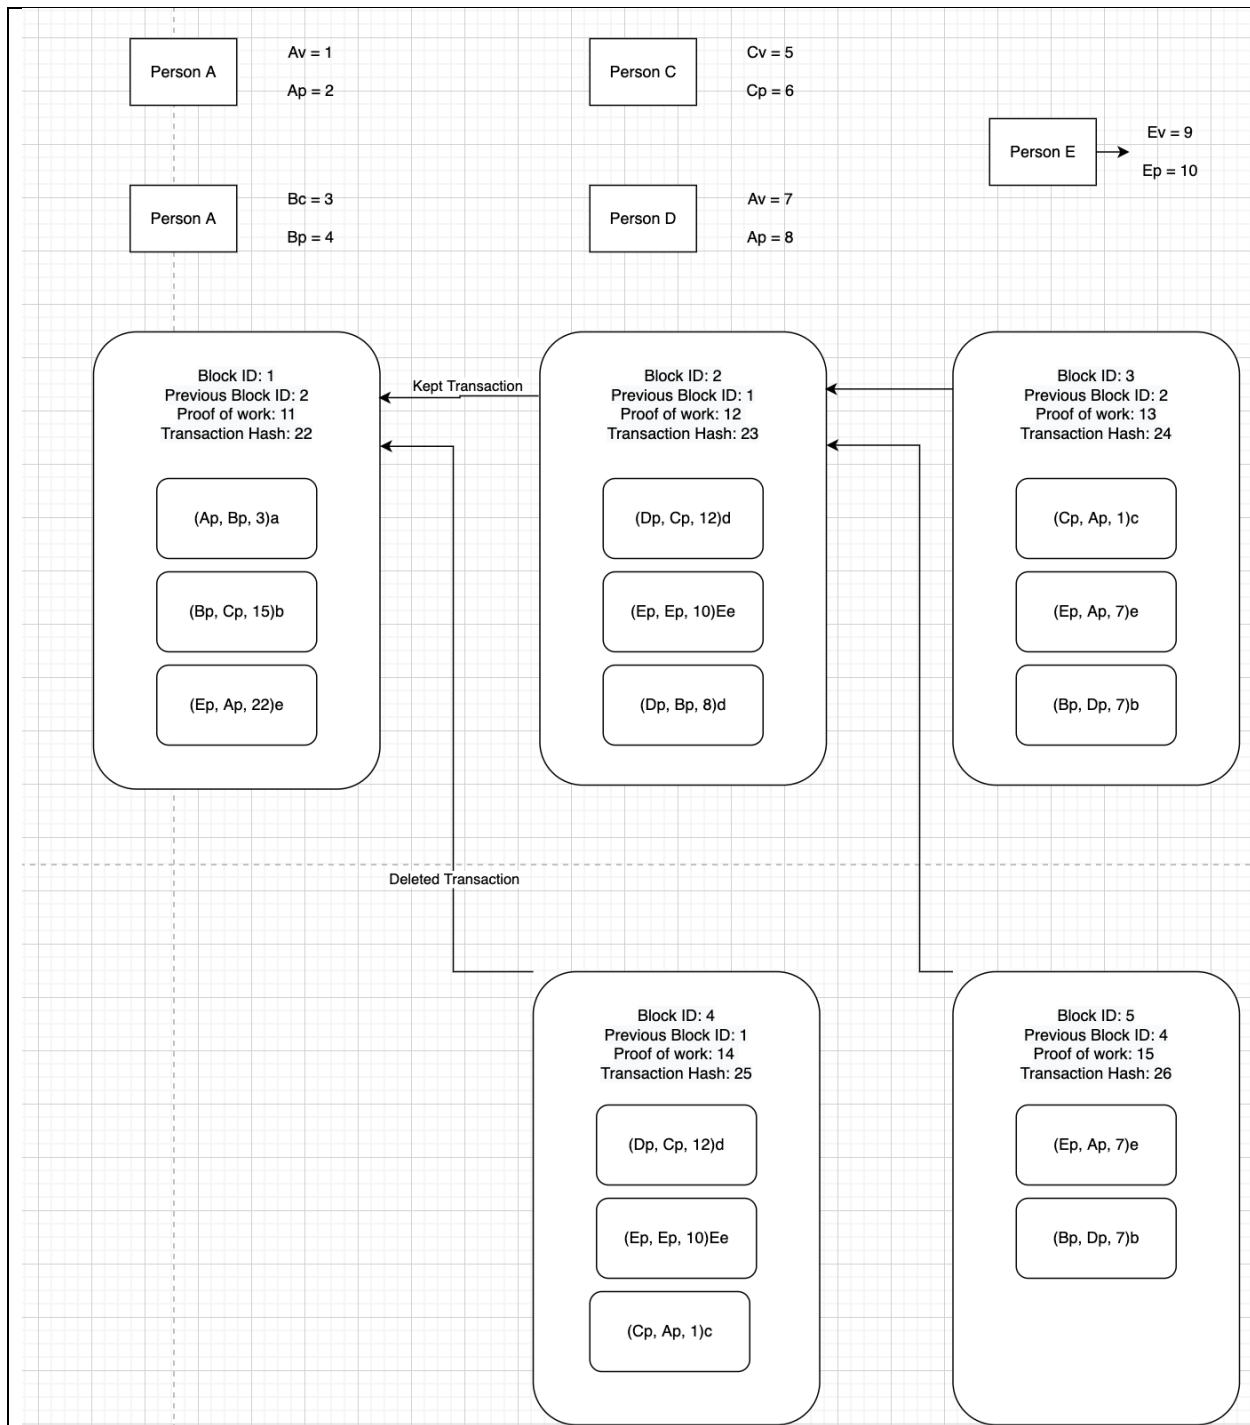 Person A
Av = 1
Ap = 2
Person C
Cv = 5
Cp = 6
Person E
Ev = 9
Ep = 10
Person A
Bc = 3
Bp = 4
Person D
Av = 7
Ap = 8
Block ID: 1
Previous Block ID: 2
Proof of work: 11
Transaction Hash: 22
(Ap, Bp, 3)a
(Bp, Cp, 15)b
(Ep, Ap, 22)e
Kept Transaction
Block ID: 2
Previous Block ID: 1
Proof of work: 12
Transaction Hash: 23
(Dp, Cp, 12)d
(Ep, Ep, 10)Ee
(Dp, Bp, 8)d
Block ID: 3
Previous Block ID: 2
Proof of work: 13
Transaction Hash: 24
(Cp, Ap, 1)c
(Ep, Ap, 7)e
(Bp, Dp, 7)b
Deleted Transaction
Block ID: 4
Previous Block ID: 1
Proof of work: 14
Transaction Hash: 25
(Dp, Cp, 12)d
(Ep, Ep, 10)Ee
(Cp, Ap, 1)c
Block ID: 5
Previous Block ID: 4
Proof of work: 15
Transaction Hash: 26
(Ep, Ap, 7)e
(Bp, Dp, 7)b